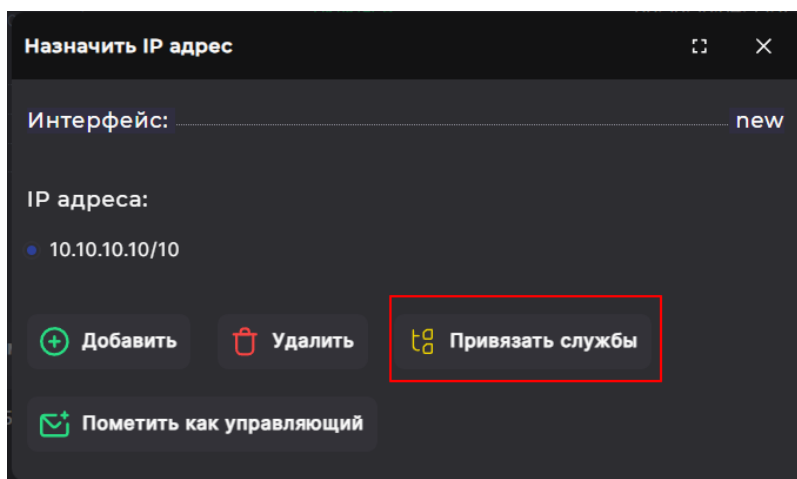 Назначить IP адрес
Интерфейс: new
IP адреса:
10.10.10.10/10
Добавить Удалить Привязать службы
Пометить как управляющий